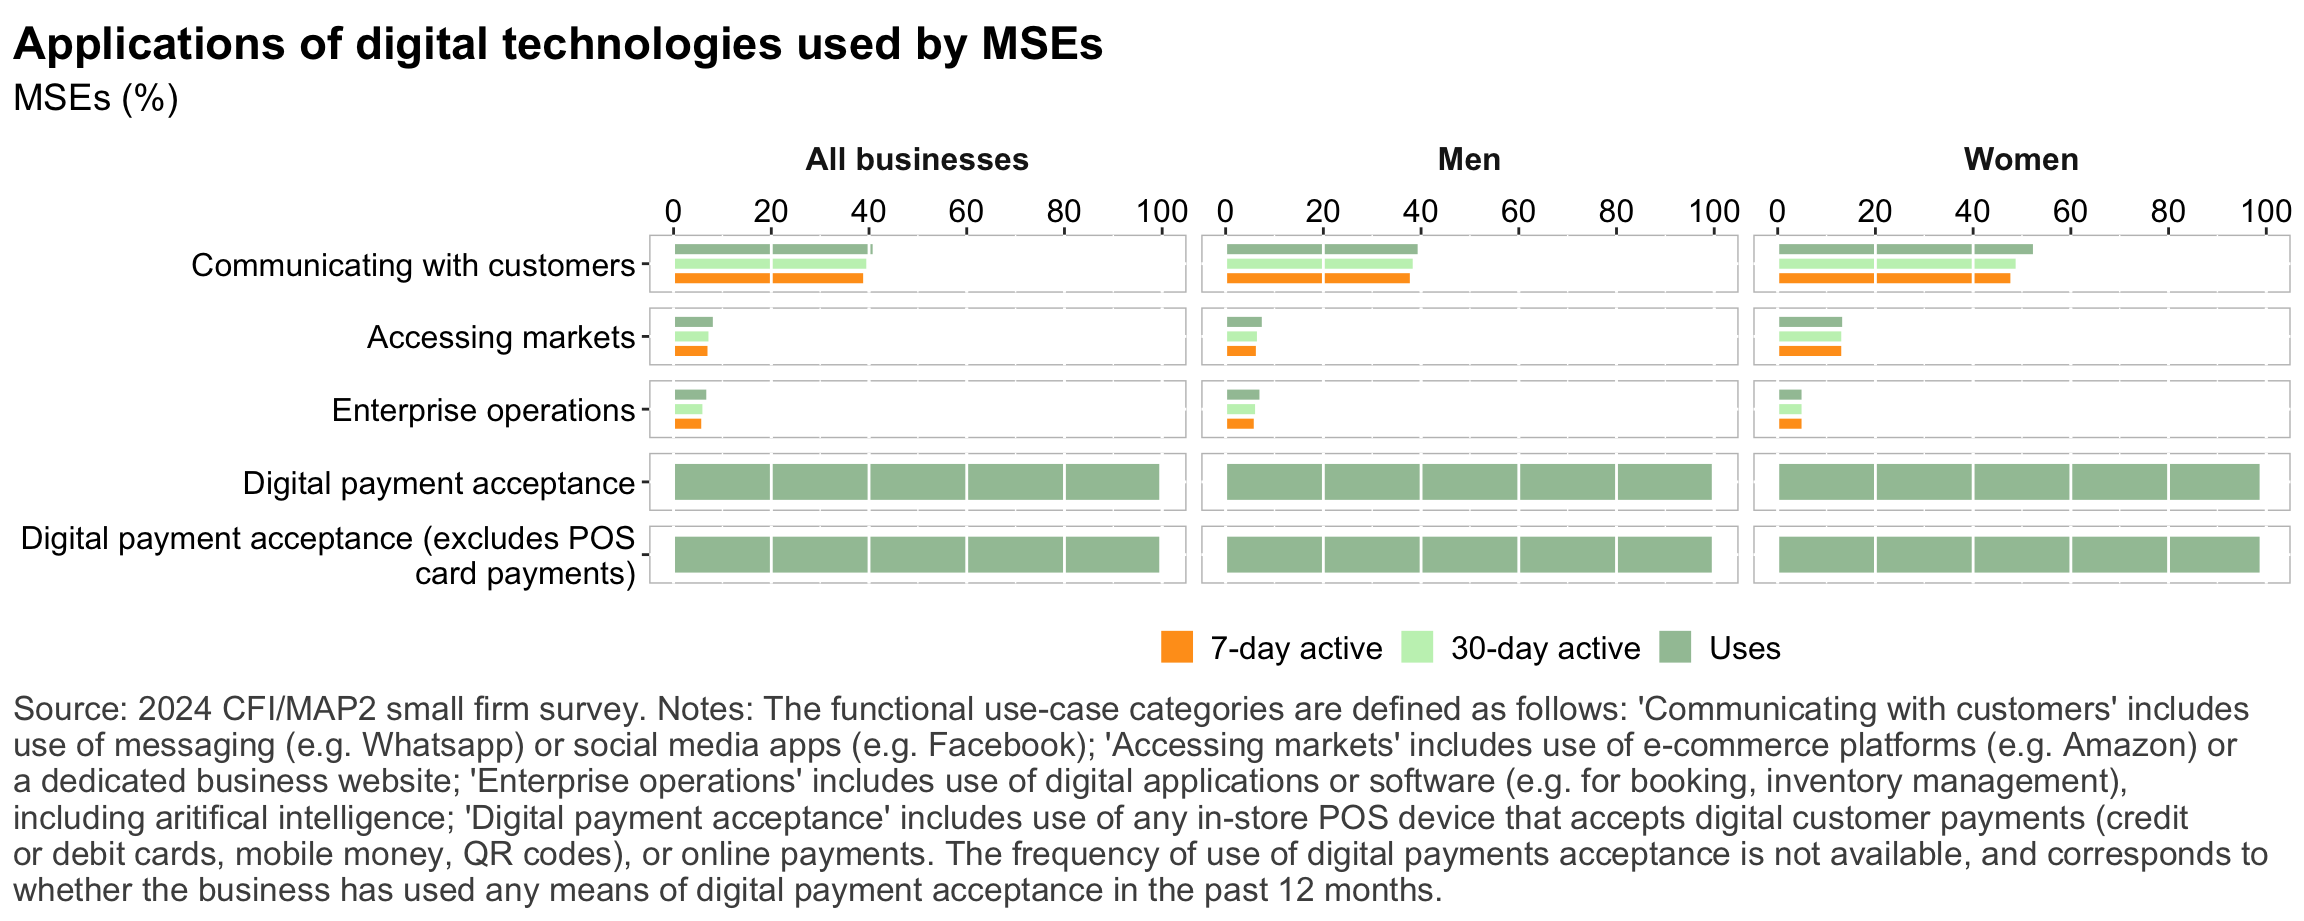 Applications of digital technologies used by MSEs
MSEs (%)
All businesses
Men
Women
0 20 40 60 80 100
0 20 40 60 80 100
0 20 40 60 80 100
Communicating with customers
Accessing markets
Enterprise operations
Digital payment acceptance
Digital payment acceptance (excludes POS
card payments)
7-day active
30-day active
Uses
Source: 2024 CFI/MAP2 small firm survey. Notes: The functional use-case categories are defined as follows: 'Communicating with customers' includes
use of messaging (e.g. Whatsapp) or social media apps (e.g. Facebook); 'Accessing markets' includes use of e-commerce platforms (e.g. Amazon) or
a dedicated business website; 'Enterprise operations' includes use of digital applications or software (e.g. for booking, inventory management),
including aritifical intelligence; 'Digital payment acceptance' includes use of any in-store POS device that accepts digital customer payments (credit
or debit cards, mobile money, QR codes), or online payments. The frequency of use of digital payments acceptance is not available, and corresponds to
whether the business has used any means of digital payment acceptance in the past 12 months.